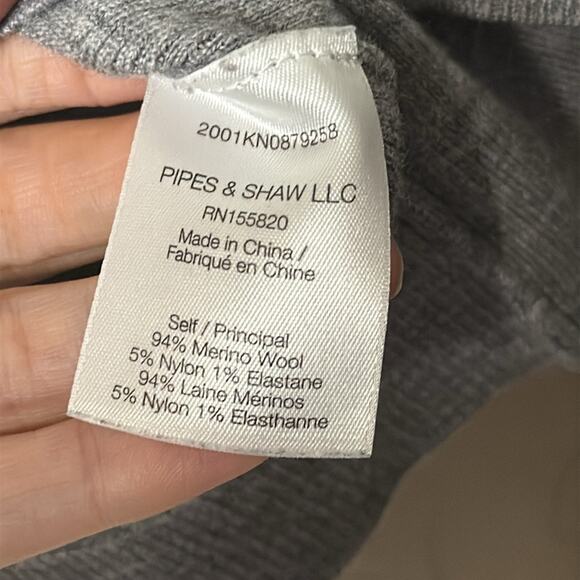 2001KN0879258
PIPES & SHAW LLC
RN155820
Made in China /
Fabriqué en Chine
Self / Principal
94% Merino Wool
5% Nylon 1% Elastane
94% Laine Mérinos
5% Nylon 1% Elasthanne